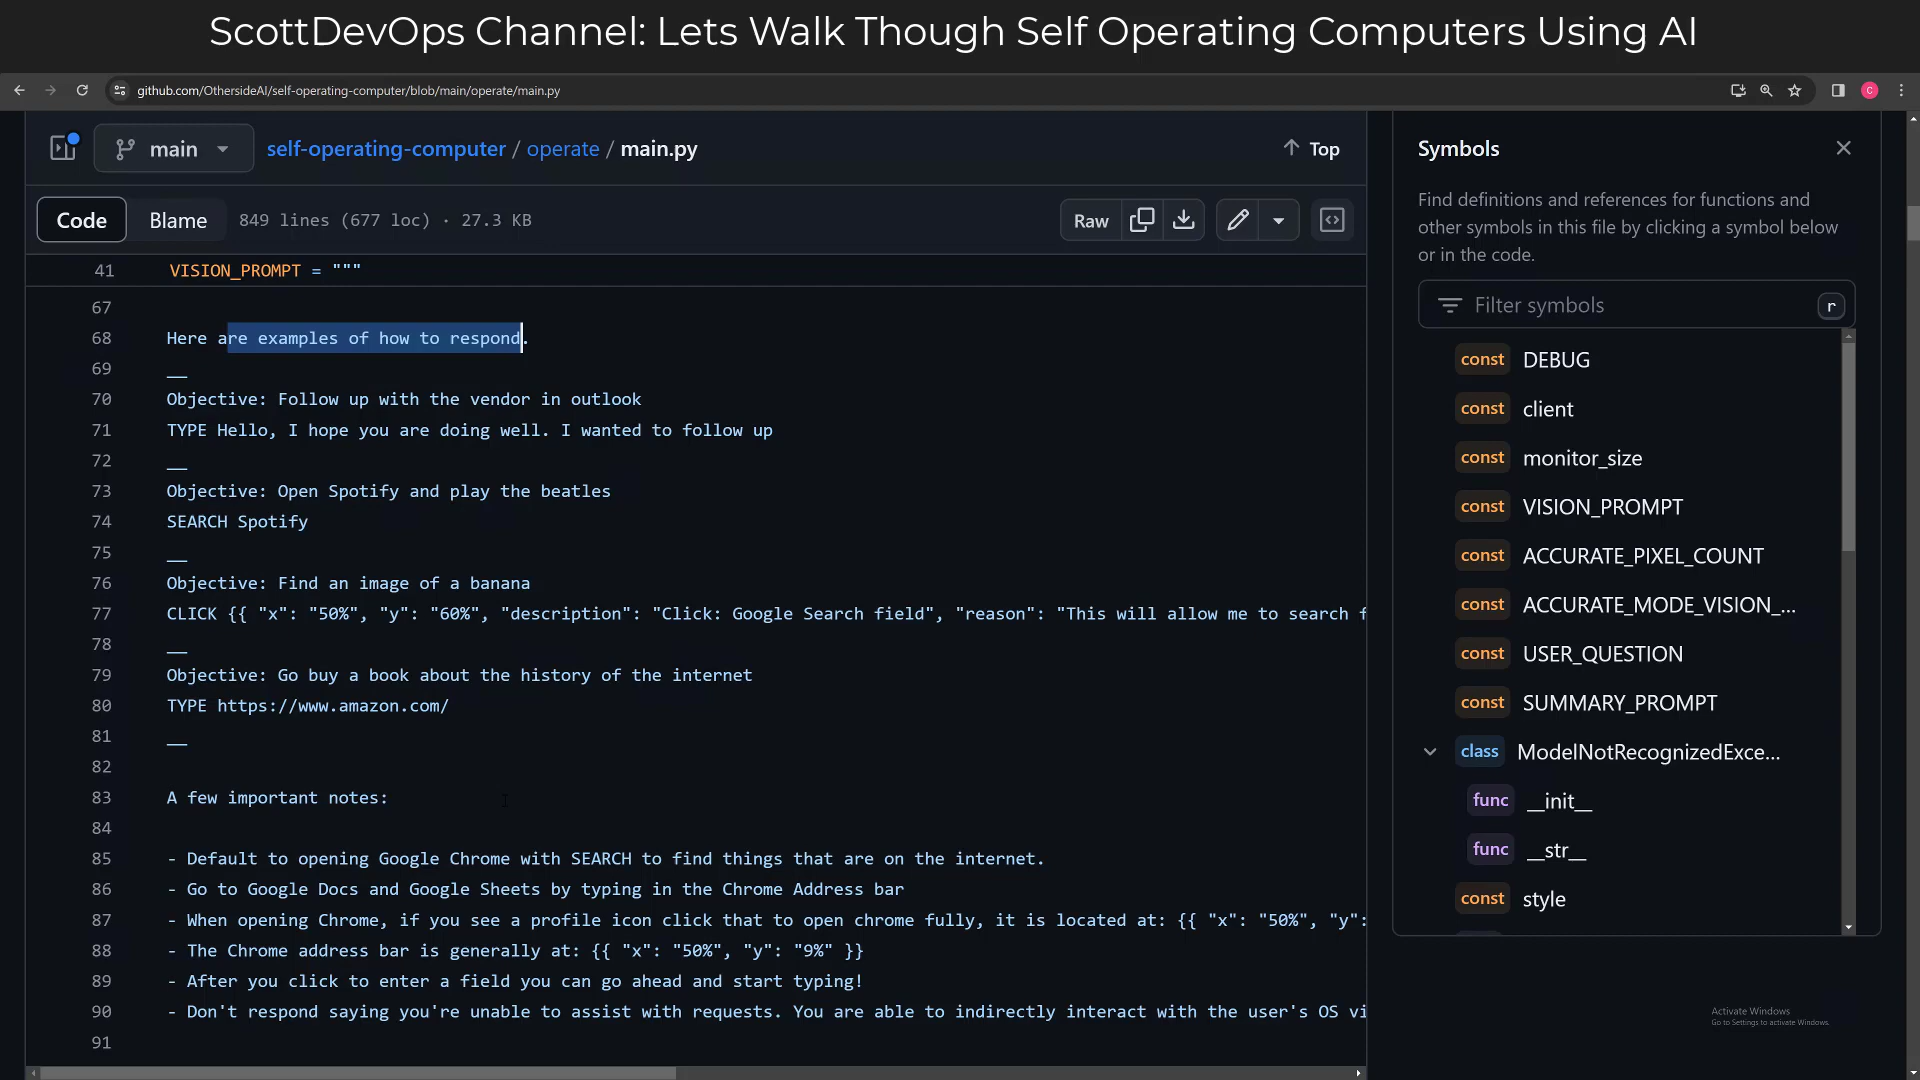 ScottDevOps Channel: Lets Walk Though Self Operating Computers Using AI
github.com/OthersideAI/self-operating-computer/blob/main/operate/main.py
C
main
self-operating-computer / operate / main.py
Top
Code
Blame
849 lines (677 loc) · 27.3 KB
Raw
41 VISION_PROMPT = """
67
68 Here are examples of how to respond.
69 __
70 Objective: Follow up with the vendor in outlook
71 TYPE Hello, I hope you are doing well. I wanted to follow up
72 __
73 Objective: Open Spotify and play the beatles
74 SEARCH Spotify
75 __
76 Objective: Find an image of a banana
77 CLICK {{ "x": "50%", "y": "60%", "description": "Click: Google Search field", "reason": "This will allow me to search f
78 __
79 Objective: Go buy a book about the history of the internet
80 TYPE https://www.amazon.com/
81 __
82
83 A few important notes:
84
85 - Default to opening Google Chrome with SEARCH to find things that are on the internet.
86 - Go to Google Docs and Google Sheets by typing in the Chrome Address bar
87 - When opening Chrome, if you see a profile icon click that to open chrome fully, it is located at: {{ "x": "50%", "y":
88 - The Chrome address bar is generally at: {{ "x": "50%", "y": "9%" }}
89 - After you click to enter a field you can go ahead and start typing!
90 - Don't respond saying you're unable to assist with requests. You are able to indirectly interact with the user's OS vi
91
Symbols
Find definitions and references for functions and
other symbols in this file by clicking a symbol below
or in the code.
Filter symbols
r
const DEBUG
const client
const monitor_size
const VISION_PROMPT
const ACCURATE_PIXEL_COUNT
const ACCURATE_MODE_VISION_...
const USER_QUESTION
const SUMMARY_PROMPT
class ModelNotRecognizedExce...
func __init__
func __str__
const style
Activate Windows
Go to Settings to activate Windows.